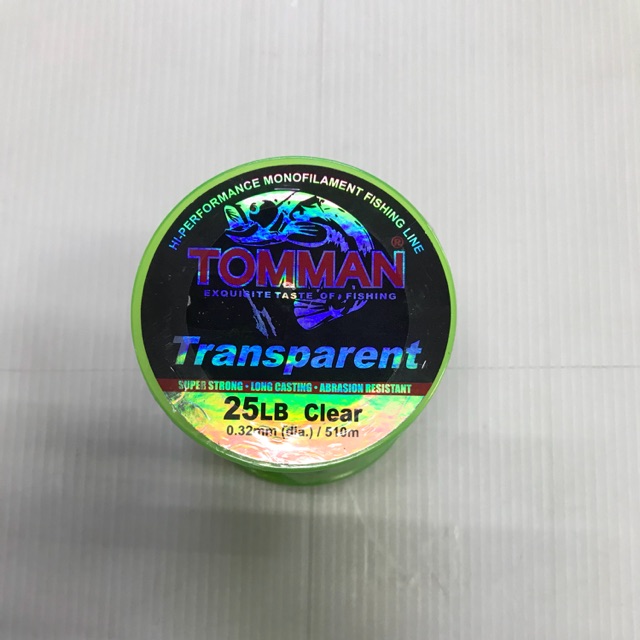 HI-PERFORMANCE MONOFILAMENT FISHING LINE
TOMMAN®
EXQUISITE TASTE OF FISHING
Transparent
SUPER STRONG - LONG CASTING - ABRASION RESISTANT
25LB Clear
0.32mm (dia.) / 510m